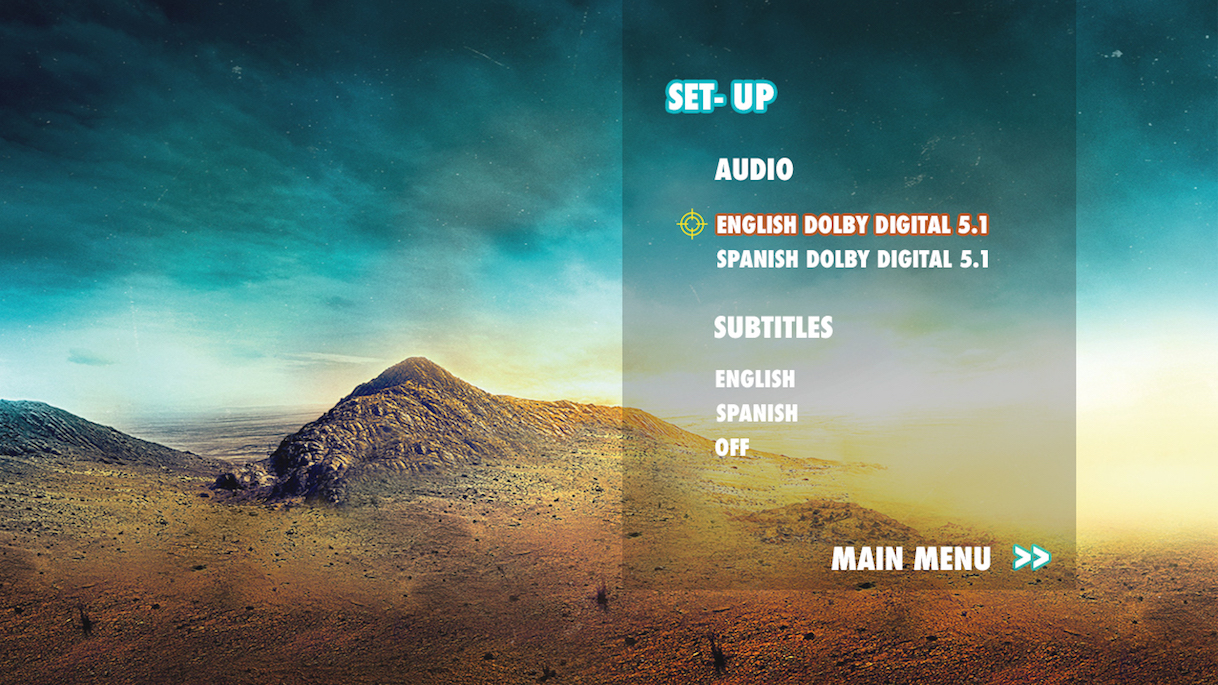 SET- UP
AUDIO
ENGLISH DOLBY DIGITAL 5.1
SPANISH DOLBY DIGITAL 5.1
SUBTITLES
ENGLISH
SPANISH
OFF
MAIN MENU >>